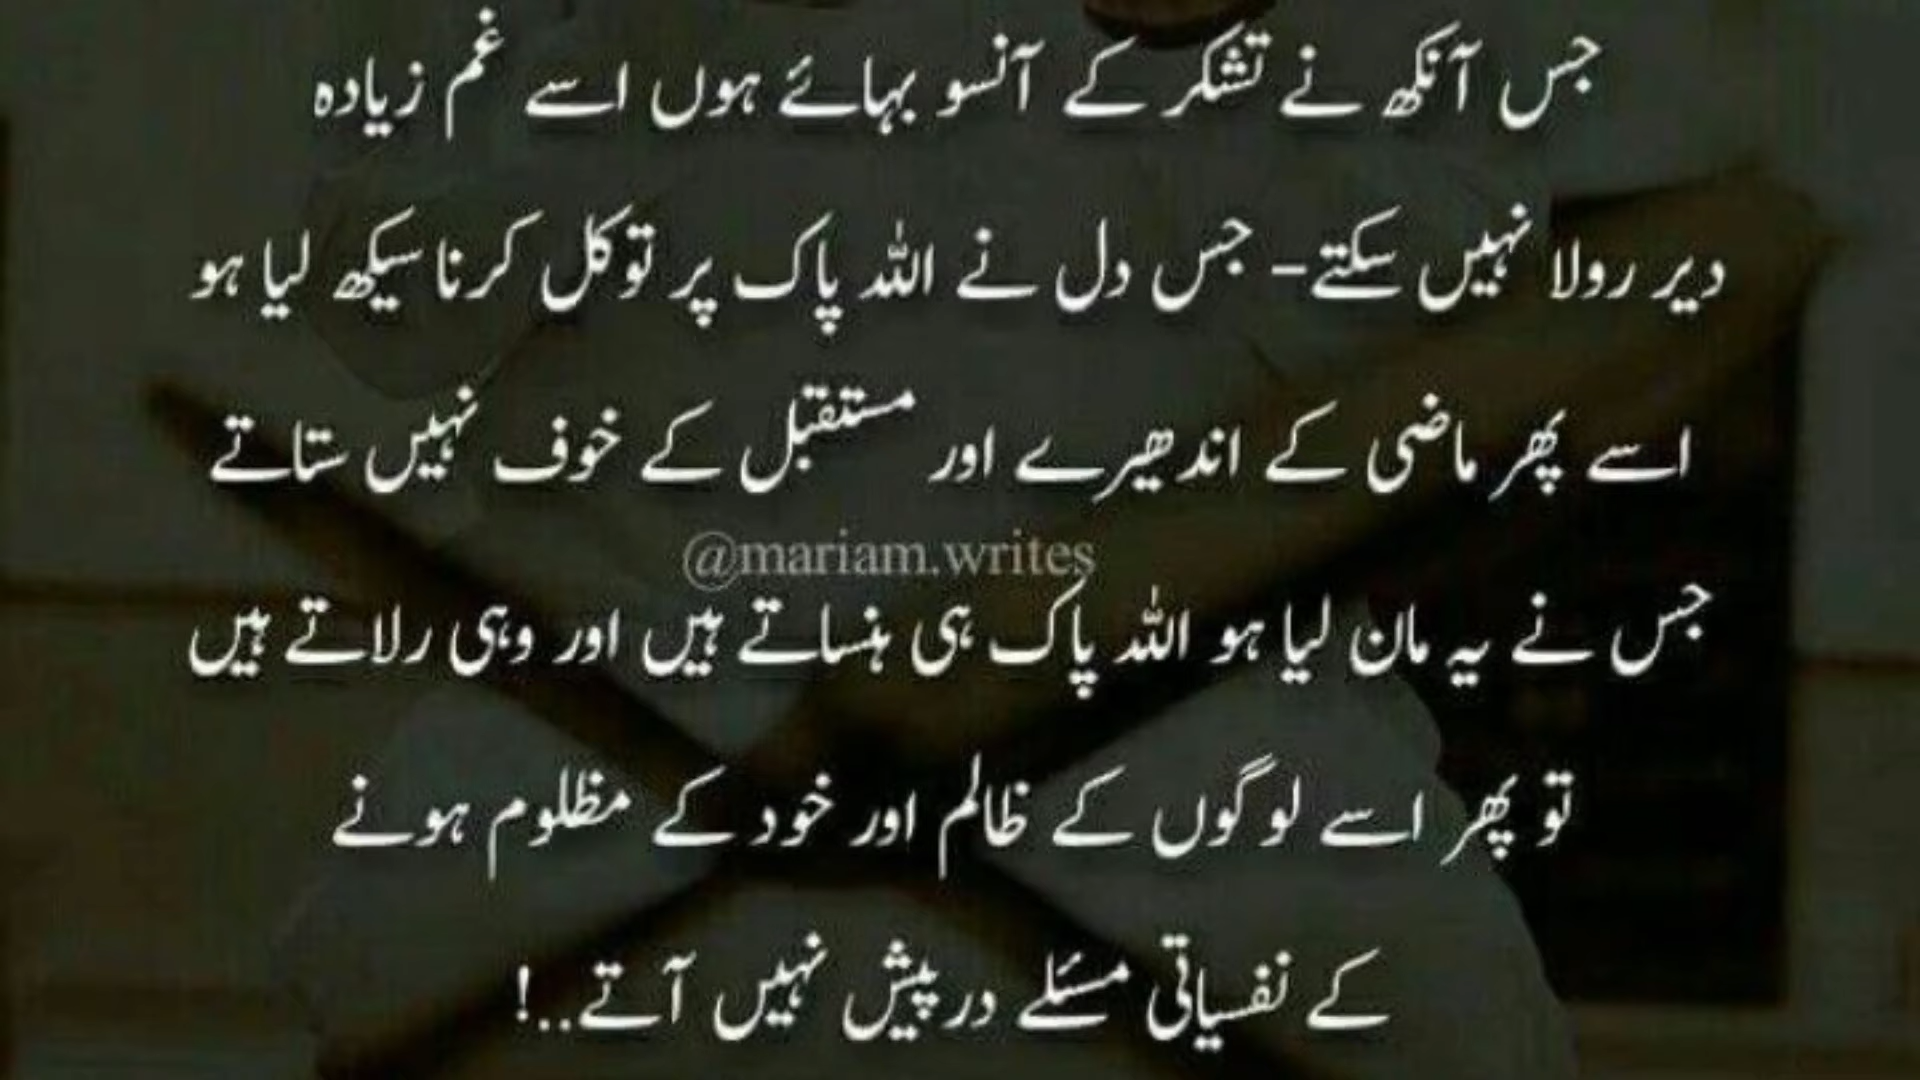 جس آنکھ نے تشکر کے آنسو بہائے ہوں اسے غم زیادہ
دیر رولا نہیں سکتے- جس دل نے اللہ پاک پر توکل کرنا سیکھ لیا ہو
اسے پھر ماضی کے اندھیرے اور مستقبل کے خوف نہیں ستاتے
@mariam.writes
جس نے یہ مان لیا ہو اللہ پاک ہی ہنساتے ہیں اور وہی رلاتے ہیں
تو پھر اسے لوگوں کے ظالم اور خود کے مظلوم ہونے
کے نفسیاتی مسئلے درپیش نہیں آتے..!